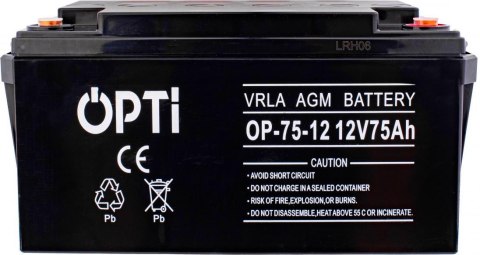 LRH06
OPTi
VRLA AGM BATTERY
OP-75-12 12V75Ah
CE
CAUTION
• AVOID SHORT CIRCUIT
• DO NOT CHARGE IN A SEALED CONTAINER
• RISK OF FIRE,EXPLOSION,OR BURNS.
• DO NOT DISASSEMBLE,HEAT ABOVE 55 C OR INCINERATE.
Pb Pb